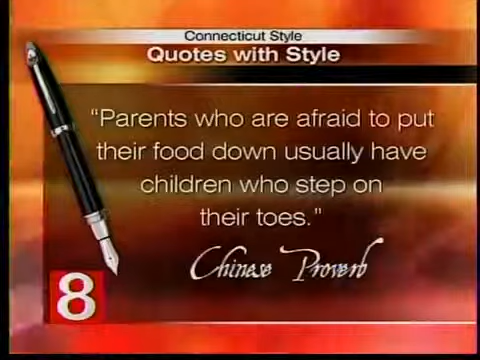 Connecticut Style
Quotes with Style
“Parents who are afraid to put
their food down usually have
children who step on
their toes.”
Chinese Proverb
8